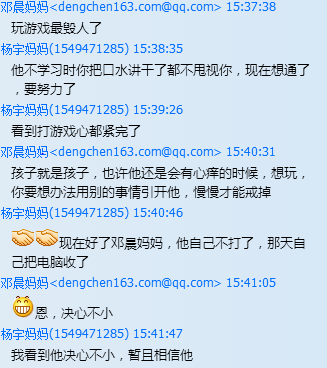 邓晨妈妈<dengchen163.com@qq.com> 15:37:38
玩游戏最毁人了
杨宇妈妈(1549471285) 15:38:35
他不学习时你把口水讲干了都不甩视你，现在想通了
，要努力了
杨宇妈妈(1549471285) 15:39:26
看到打游戏心都紧完了
邓晨妈妈<dengchen163.com@qq.com> 15:40:31
孩子就是孩子，也许他还是会有心痒的时候，想玩，
你要想办法用别的事情引开他，慢慢才能戒掉
杨宇妈妈(1549471285) 15:40:46
现在好了邓晨妈妈，他自己不打了，那天自
己把电脑收了
邓晨妈妈<dengchen163.com@qq.com> 15:41:05
恩，决心不小
杨宇妈妈(1549471285) 15:41:47
我看到他决心不小，暂且相信他